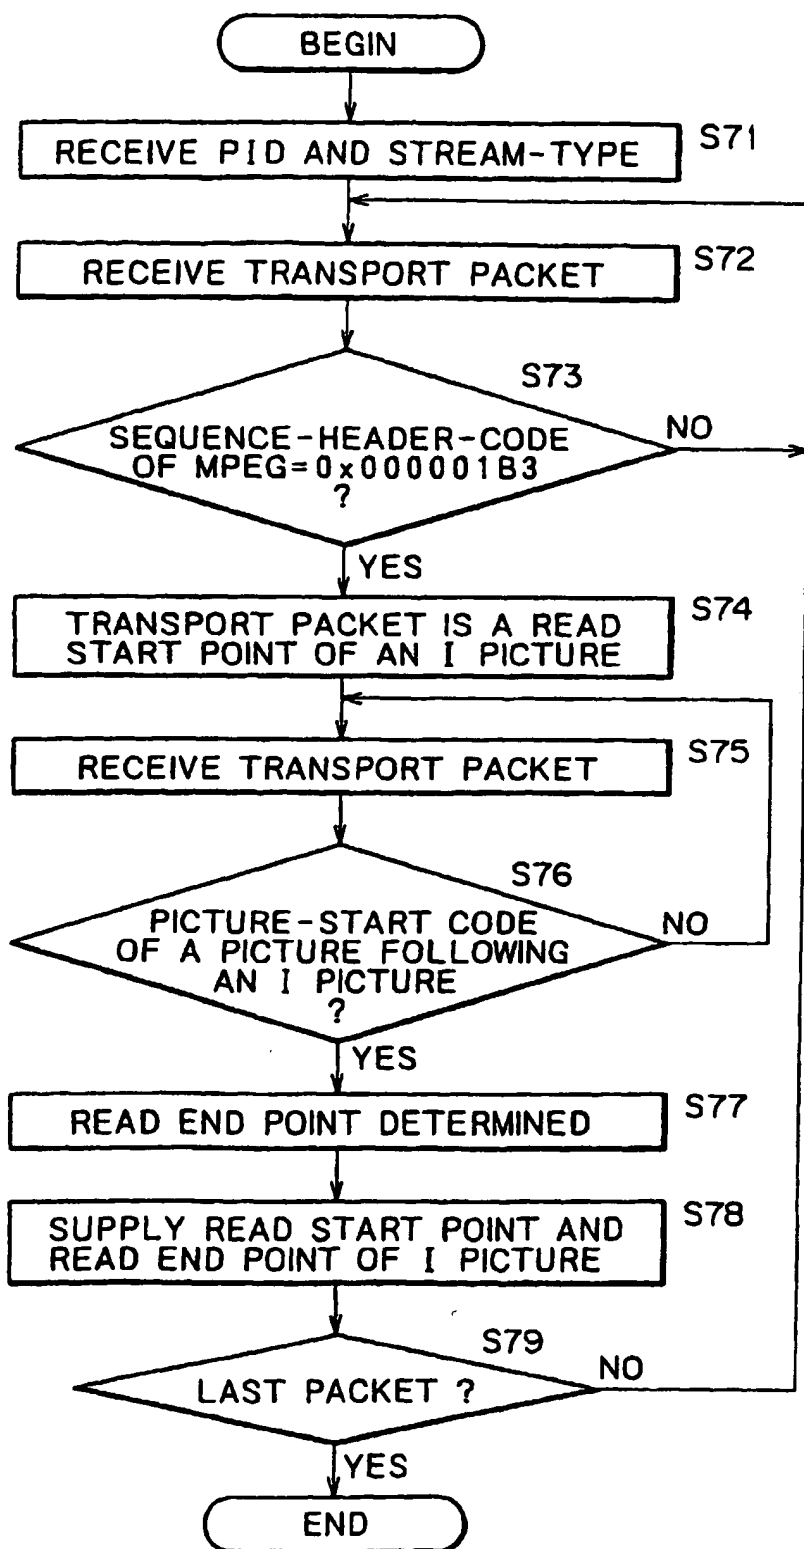 BEGIN
RECEIVE PID AND STREAM-TYPE
S71
RECEIVE TRANSPORT PACKET
S72
S73
SEQUENCE-HEADER-CODE
OF MPEG=0x000001B3
?
NO
YES
TRANSPORT PACKET IS A READ
START POINT OF AN I PICTURE
S74
RECEIVE TRANSPORT PACKET
S75
S76
PICTURE-START CODE
OF A PICTURE FOLLOWING
AN I PICTURE
?
NO
YES
READ END POINT DETERMINED
S77
SUPPLY READ START POINT AND
READ END POINT OF I PICTURE
S78
S79
LAST PACKET ?
NO
YES
END